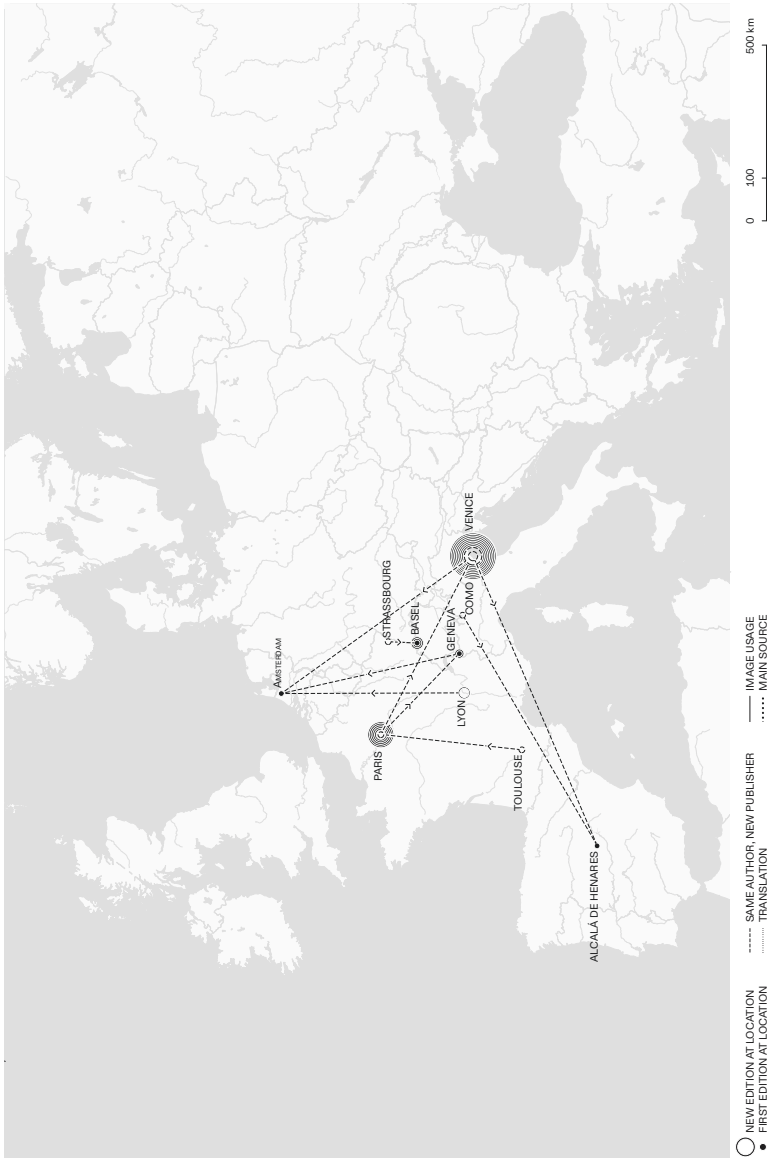 AMSTERDAM
STRASSBOURG
BASEL
GENEVA
COMO
VENICE
PARIS
LYON
TOULOUSE
ALCALÁ DE HENARES
NEW EDITION AT LOCATION
FIRST EDITION AT LOCATION
SAME AUTHOR, NEW PUBLISHER
TRANSLATION
IMAGE USAGE
MAIN SOURCE
0 100 500 km